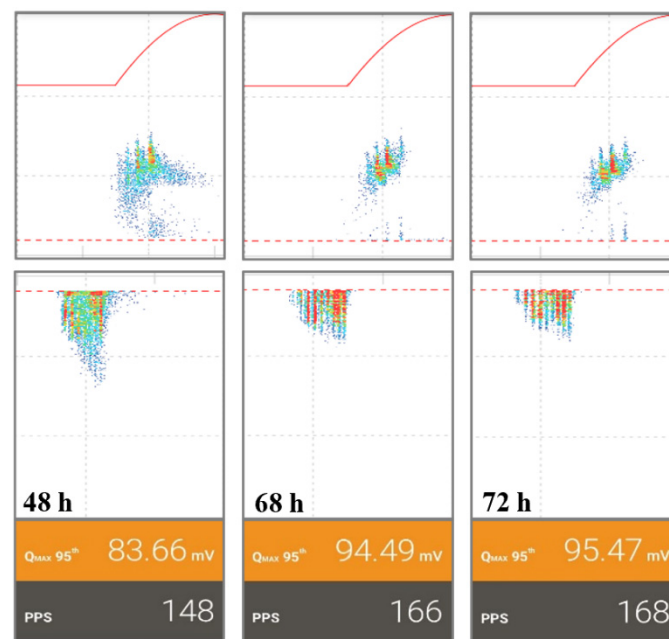 48 h
68 h
72 h
QMAX 95th 83.66 mV
QMAX 95th 94.49 mV
QMAX 95th 95.47 mV
PPS 148
PPS 166
PPS 168